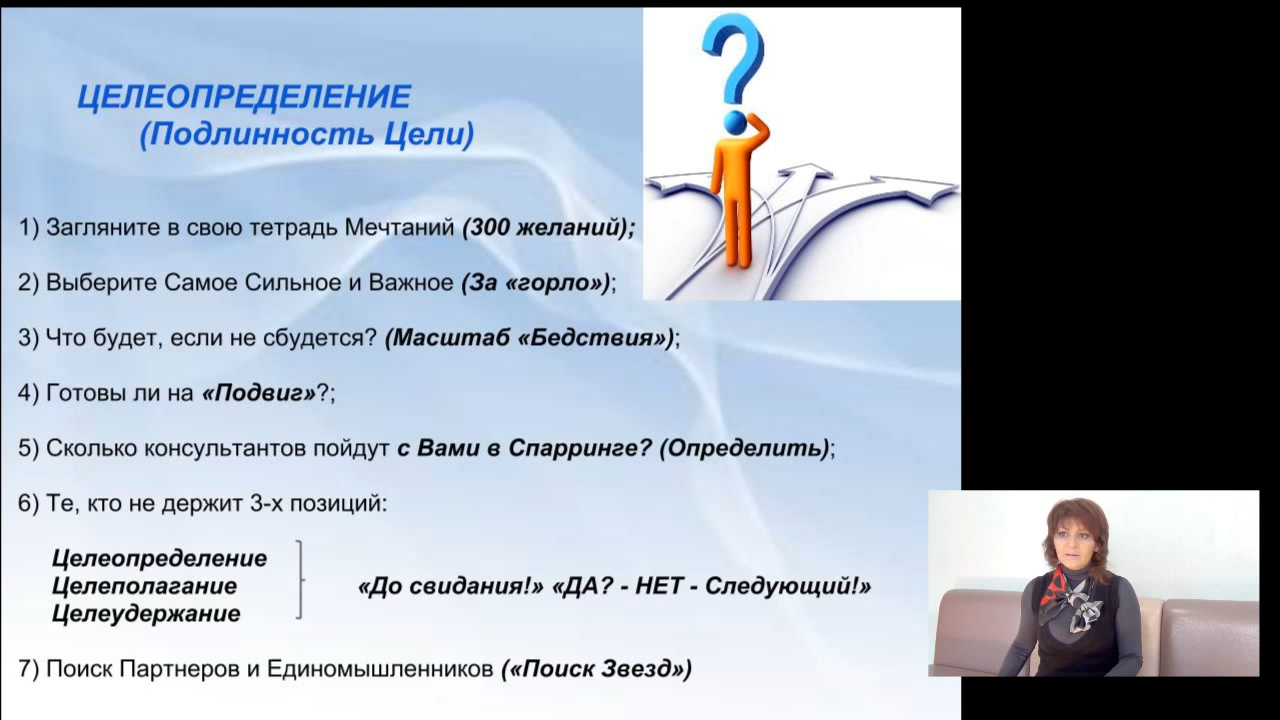 ЦЕЛЕОПРЕДЕЛЕНИЕ
(Подлинность Цели)
1) Загляните в свою тетрадь Мечтаний (300 желаний);
2) Выберите Самое Сильное и Важное (За «горло»);
3) Что будет, если не сбудется? (Масштаб «Бедствия»);
4) Готовы ли на «Подвиг»?;
5) Сколько консультантов пойдут с Вами в Спарринге? (Определить);
6) Те, кто не держит 3-х позиций:
Целеопределение
Целеполагание «До свидания!» «ДА? - НЕТ - Следующий!»
Целеудержание
7) Поиск Партнеров и Единомышленников («Поиск Звезд»)